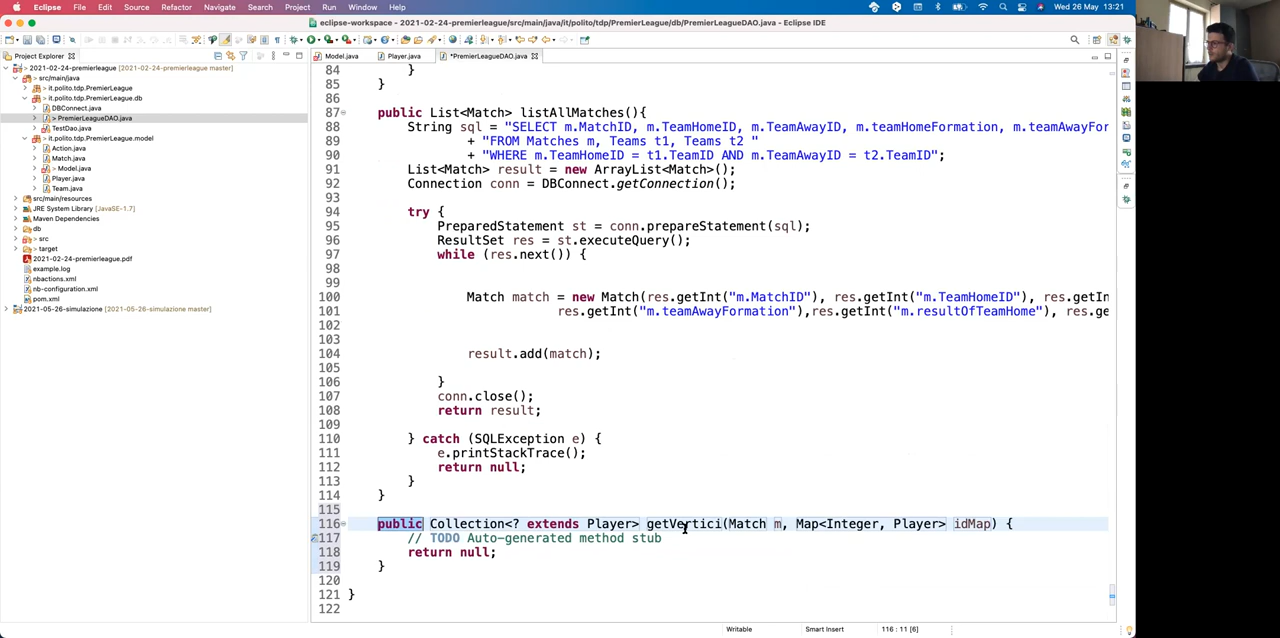 Eclipse File Edit Source Refactor Navigate Search Project Run Window Help Wed 26 May 13:21
eclipse-workspace - 2021-02-24-premierleague/src/main/java/it/polito/tdp/PremierLeague/db/PremierLeagueDAO.java - Eclipse IDE
Project Explorer
2021-02-24-premierleague (2021-02-24-premierleague master)
src/main/java
it.polito.tdp.PremierLeague
it.polito.tdp.PremierLeague.db
DBConnect.java
> PremierLeagueDAO.java
TestDao.java
it.polito.tdp.PremierLeague.model
Action.java
Match.java
> Model.java
Player.java
Team.java
src/main/resources
JRE System Library [JavaSE-1.7]
Maven Dependencies
db
> src
> target
2021-02-24-premierleague.pdf
example.log
nbactions.xml
nb-configuration.xml
pom.xml
2021-05-26-simulazione [2021-05-26-simulazione master]
Model.java Player.java *PremierLeagueDAO.java
84 }
85 }
86
87 public List<Match> listAllMatches(){
88 String sql = "SELECT m.MatchID, m.TeamHomeID, m.TeamAwayID, m.teamHomeFormation, m.teamAwayFor
89 + "FROM Matches m, Teams t1, Teams t2 "
90 + "WHERE m.TeamHomeID = t1.TeamID AND m.TeamAwayID = t2.TeamID";
91 List<Match> result = new ArrayList<Match>();
92 Connection conn = DBConnect.getConnection();
93
94 try {
95 PreparedStatement st = conn.prepareStatement(sql);
96 ResultSet res = st.executeQuery();
97 while (res.next()) {
98
99
100 Match match = new Match(res.getInt("m.MatchID"), res.getInt("m.TeamHomeID"), res.getIn
101 res.getInt("m.teamAwayFormation"),res.getInt("m.resultOfTeamHome"), res.ge
102
103
104 result.add(match);
105
106 }
107 conn.close();
108 return result;
109
110 } catch (SQLException e) {
111 e.printStackTrace();
112 return null;
113 }
114 }
115
116 public Collection<? extends Player> getVertici(Match m, Map<Integer, Player> idMap) {
117 // TODO Auto-generated method stub
118 return null;
119 }
120
121 }
122
Writable Smart Insert 116 : 11 [6]